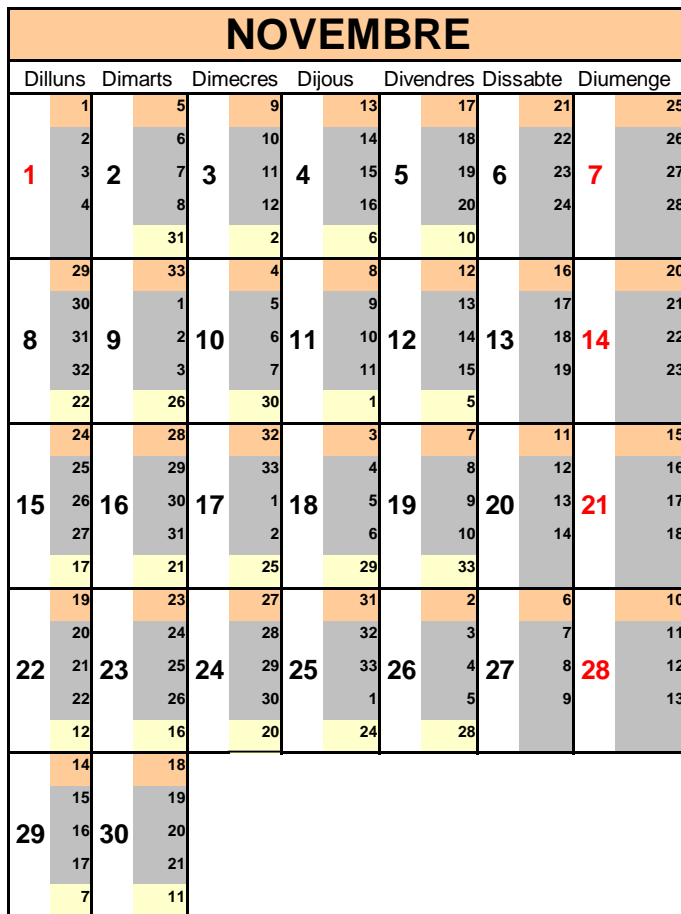 NOVEMBRE
Dilluns Dimarts Dimecres Dijous Divendres Dissabte Diumenge
1 5 9 13 17 21 25
2 6 10 14 18 22 26
1 3 2 7 3 11 4 15 5 19 6 23 7 27
4 8 12 16 20 24 28
31 2 6 10
29 33 4 8 12 16 20
30 1 5 9 13 17 21
8 31 9 2 10 6 11 10 12 14 13 18 14 22
32 3 7 11 15 19 23
22 26 30 1 5
24 28 32 3 7 11 15
25 29 33 4 8 12 16
15 26 16 30 17 1 18 5 19 9 20 13 21 17
27 31 2 6 10 14 18
17 21 25 29 33
19 23 27 31 2 6 10
20 24 28 32 3 7 11
22 21 23 25 24 29 25 33 26 4 27 8 28 12
22 26 30 1 5 9 13
12 16 20 24 28
14 18
15 19
29 16 30 20
17 21
7 11